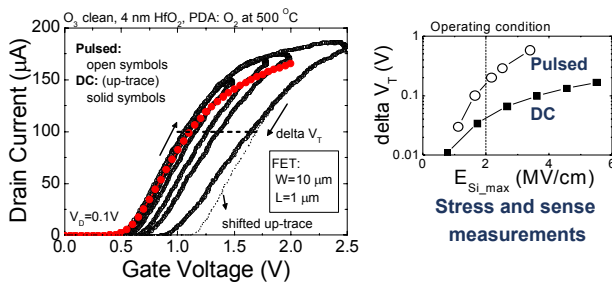 O3 clean, 4 nm HfO2, PDA: O2 at 500 °C
Pulsed:
open symbols
DC: (up-trace)
solid symbols
delta VT
FET:
W=10 μm
L=1 μm
VD=0.1V
shifted up-trace
Drain Current (μA)
200
150
100
50
0
0.0 0.5 1.0 1.5 2.0 2.5
Gate Voltage (V)
Operating condition
Pulsed
DC
delta VT (V)
1
0.1
0.01
0 2 4 6
ESi_max (MV/cm)
Stress and sense
measurements